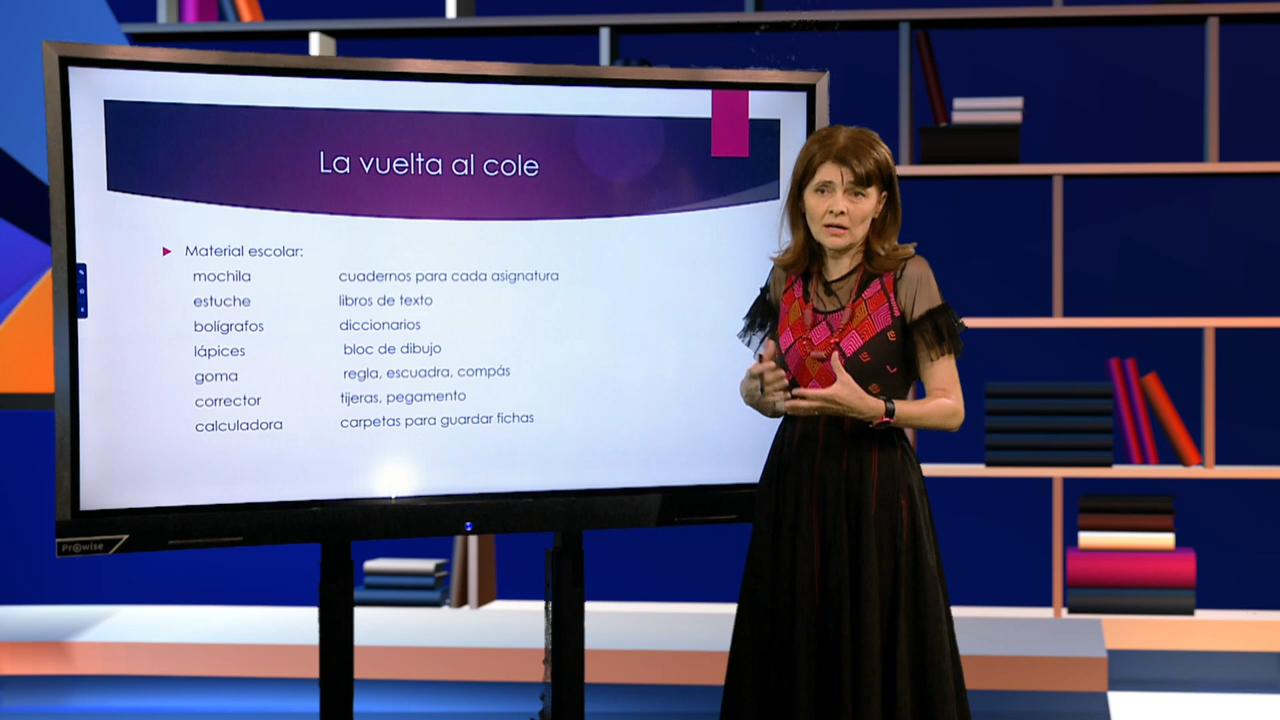 La vuelta al cole
Material escolar:
mochila cuadernos para cada asignatura
estuche libros de texto
bolígrafos diccionarios
lápices bloc de dibujo
goma regla, escuadra, compás
corrector tijeras, pegamento
calculadora carpetas para guardar fichas
Prowise